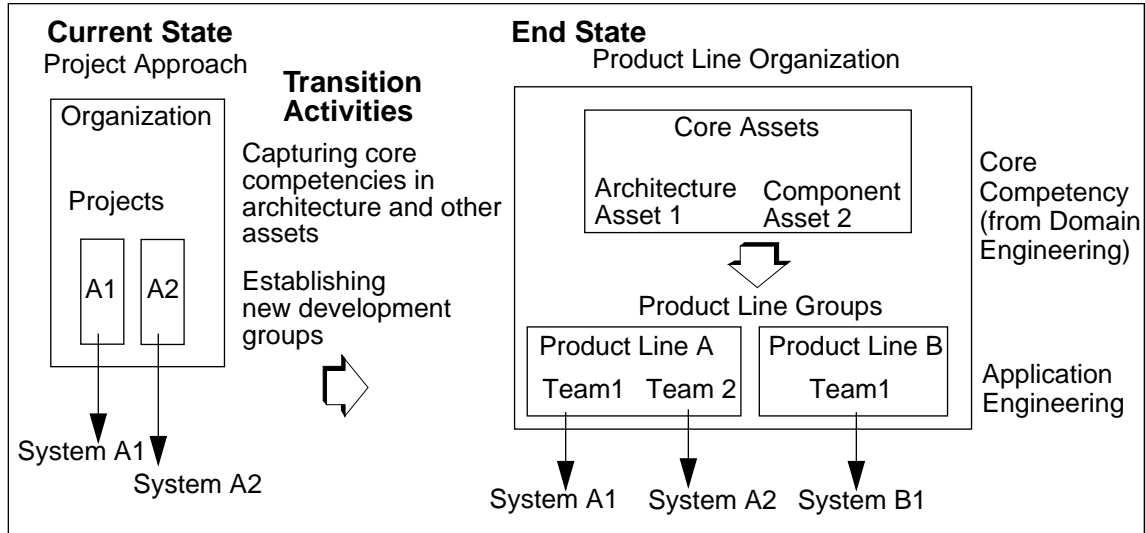 Current State
Project Approach
Organization
Projects
A1
A2
System A1
System A2
Transition
Activities
Capturing core
competencies in
architecture and other
assets
Establishing
new development
groups
End State
Product Line Organization
Core Assets
Architecture
Asset 1
Component
Asset 2
Product Line Groups
Product Line A
Team1
Team 2
Product Line B
Team1
System A1
System A2
System B1
Core
Competency
(from Domain
Engineering)
Application
Engineering